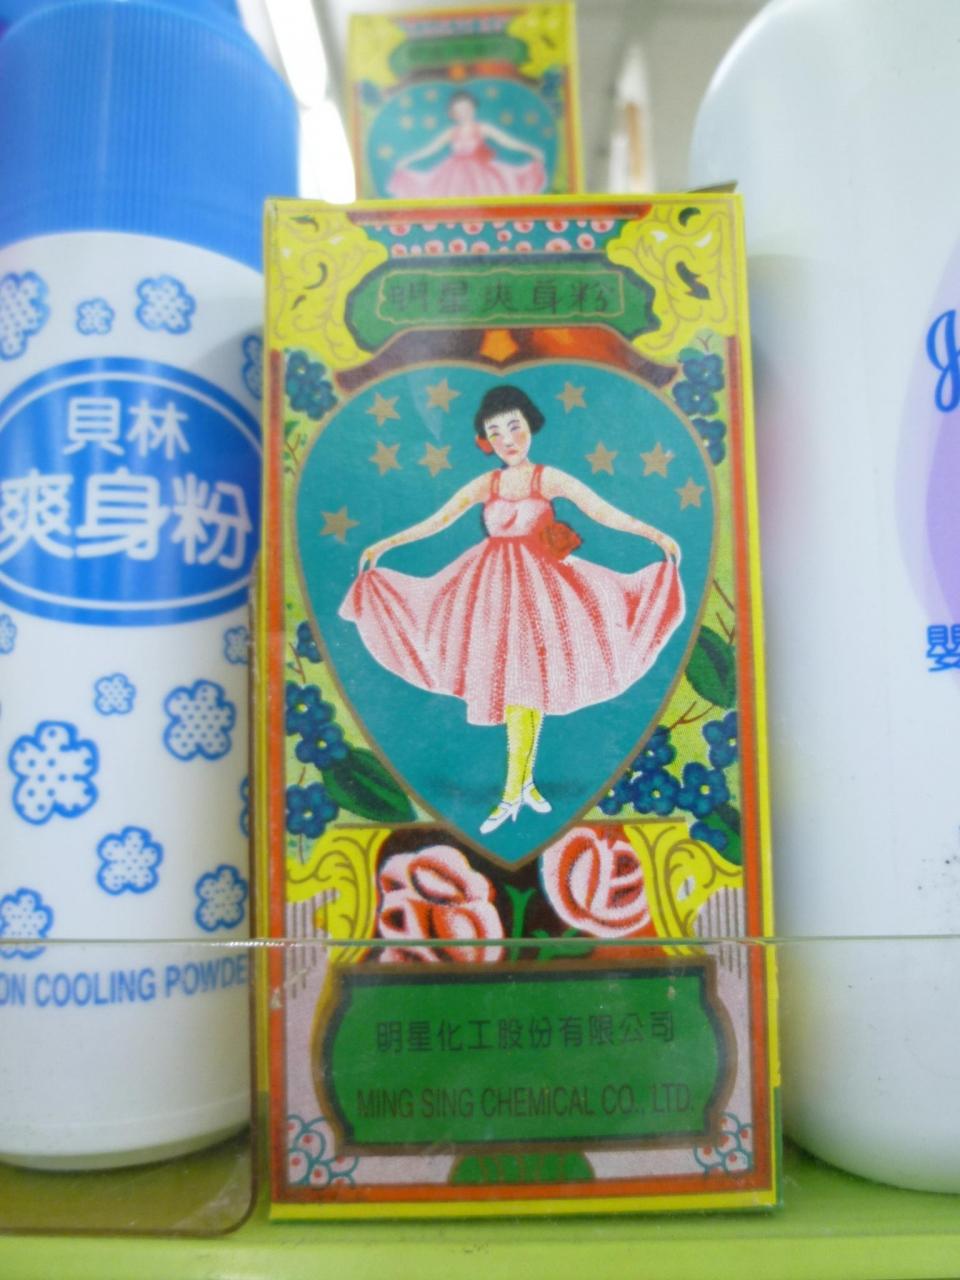 明星爽身粉
明星化工股份有限公司
MING SING CHEMICAL CO., LTD.
貝林
爽身粉
ON COOLING POWDE
J
嬰